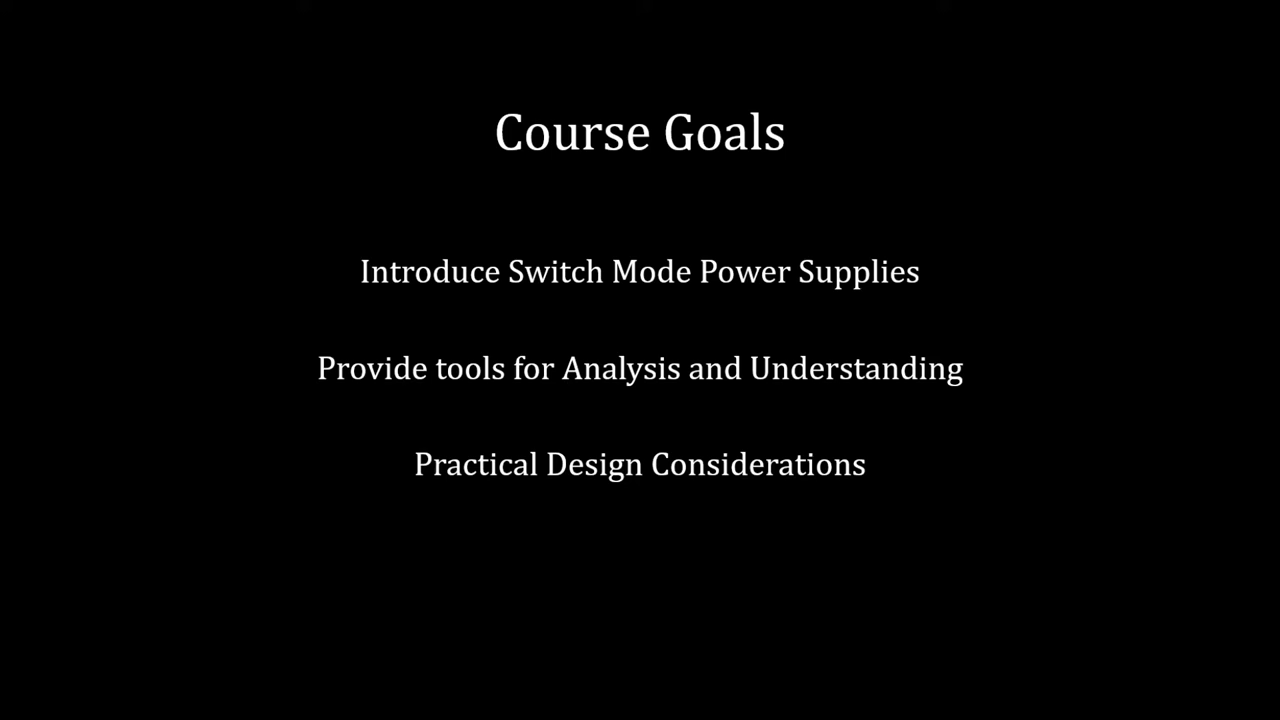 Course Goals
Introduce Switch Mode Power Supplies
Provide tools for Analysis and Understanding
Practical Design Considerations